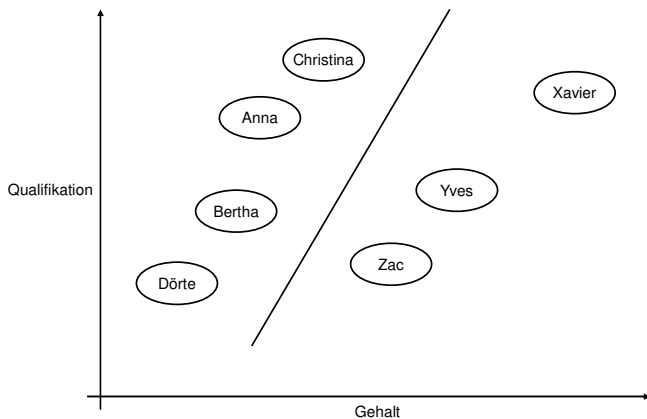 Christina
Xavier
Anna
Qualifikation
Yves
Bertha
Zac
Dörte
Gehalt